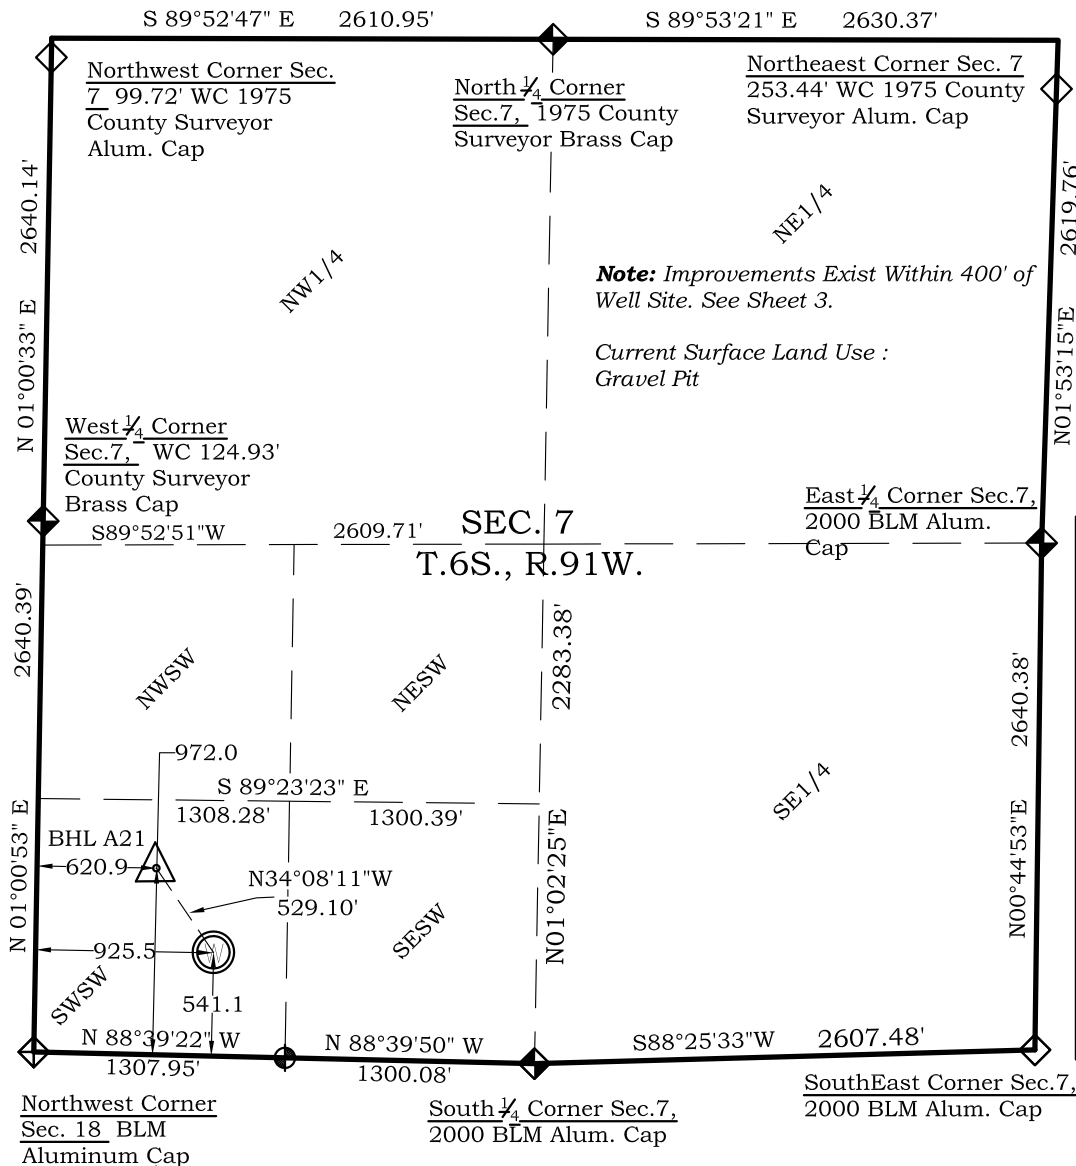 S 89°52'47" E 2610.95'
S 89°53'21" E 2630.37'
Northwest Corner Sec.
7 99.72' WC 1975
County Surveyor
Alum. Cap
North 1/4 Corner
Sec.7, 1975 County
Surveyor Brass Cap
Northeaest Corner Sec. 7
253.44' WC 1975 County
Surveyor Alum. Cap
2640.14'
N 01°00'33" E
2619.76'
N01°53'15"E
NW1/4
NE1/4
Note: Improvements Exist Within 400' of
Well Site. See Sheet 3.
Current Surface Land Use :
Gravel Pit
West 1/4 Corner
Sec.7, WC 124.93'
County Surveyor
Brass Cap
East 1/4 Corner Sec.7,
2000 BLM Alum.
Cap
S89°52'51"W
2609.71'
SEC. 7
T.6S., R.91W.
2640.39'
N 01°00'53" E
NWSW
NESW
2283.38'
N01°02'25"E
2640.38'
N00°44'53"E
SE1/4
972.0
S 89°23'23" E
1308.28'
1300.39'
BHL A21
620.9
N34°08'11"W
529.10'
925.5
W
541.1
SWSW
SESW
N 88°39'22" W
1307.95'
N 88°39'50" W
1300.08'
S88°25'33"W 2607.48'
Northwest Corner
Sec. 18 BLM
Aluminum Cap
South 1/4 Corner Sec.7,
2000 BLM Alum. Cap
SouthEast Corner Sec.7,
2000 BLM Alum. Cap